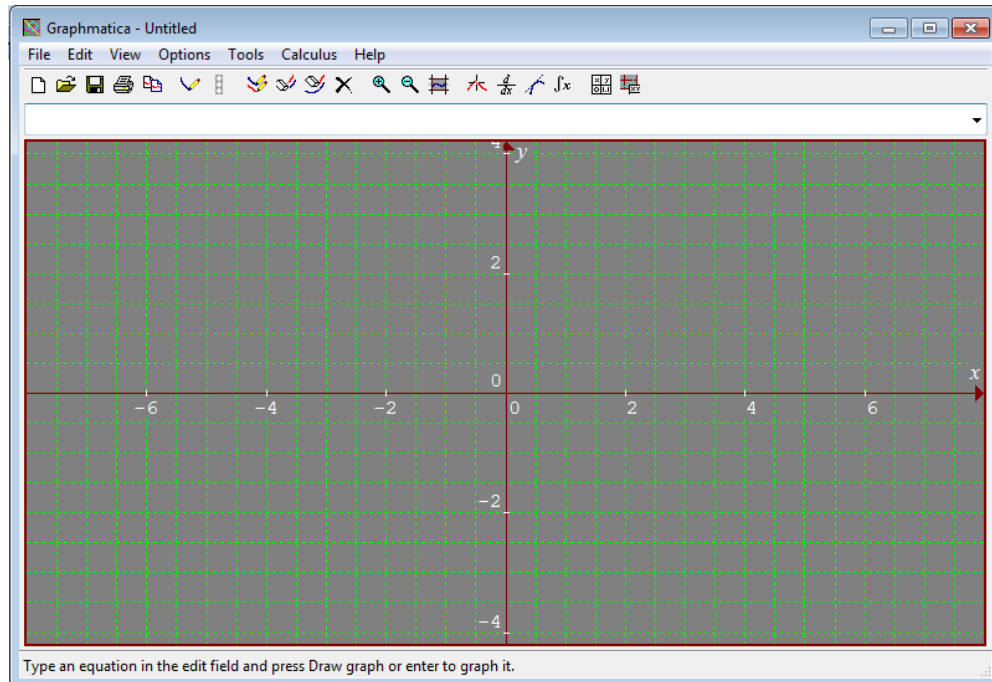 Graphmatica - Untitled
File Edit View Options Tools Calculus Help
4 y
2
0 x
-6 -4 -2 0 2 4 6
-2
-4
Type an equation in the edit field and press Draw graph or enter to graph it.